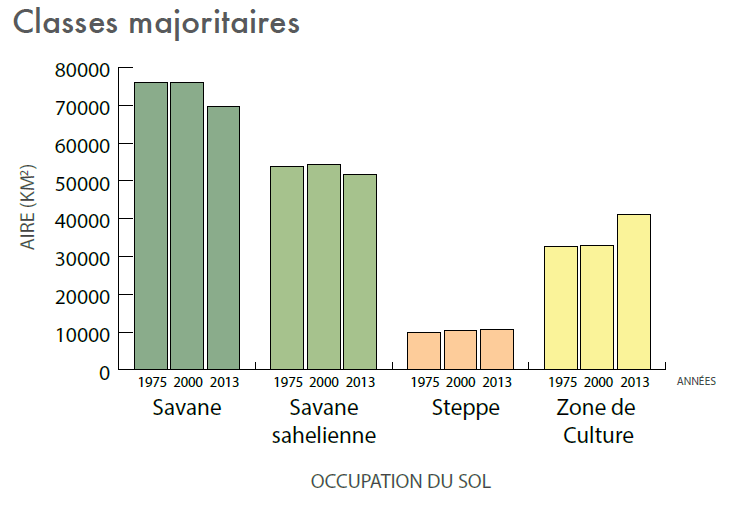 Classes majoritaires
80000
70000
60000
50000
40000
30000
20000
10000
0
AIRE (KM²)
1975 2000 2013 1975 2000 2013 1975 2000 2013 1975 2000 2013 ANNÉES
Savane Savane Steppe Zone de
sahelienne Culture
OCCUPATION DU SOL